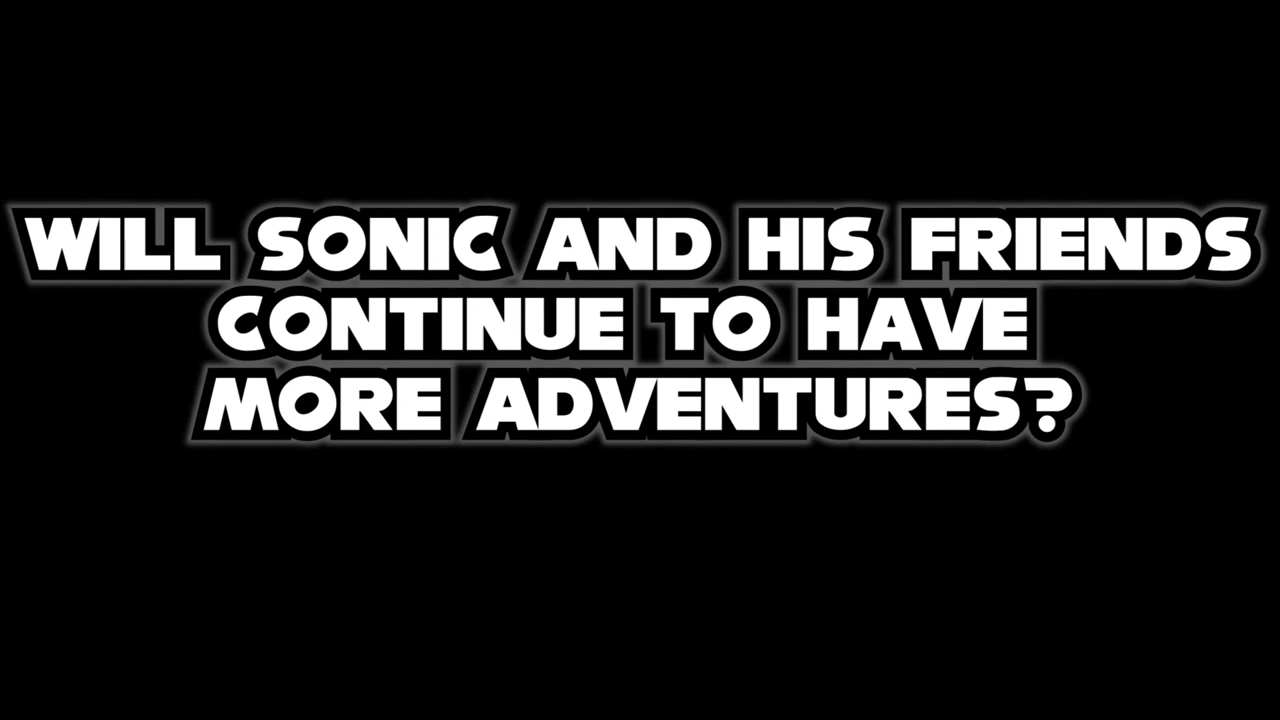 WILL SONIC AND HIS FRIENDS
CONTINUE TO HAVE
MORE ADVENTURES?